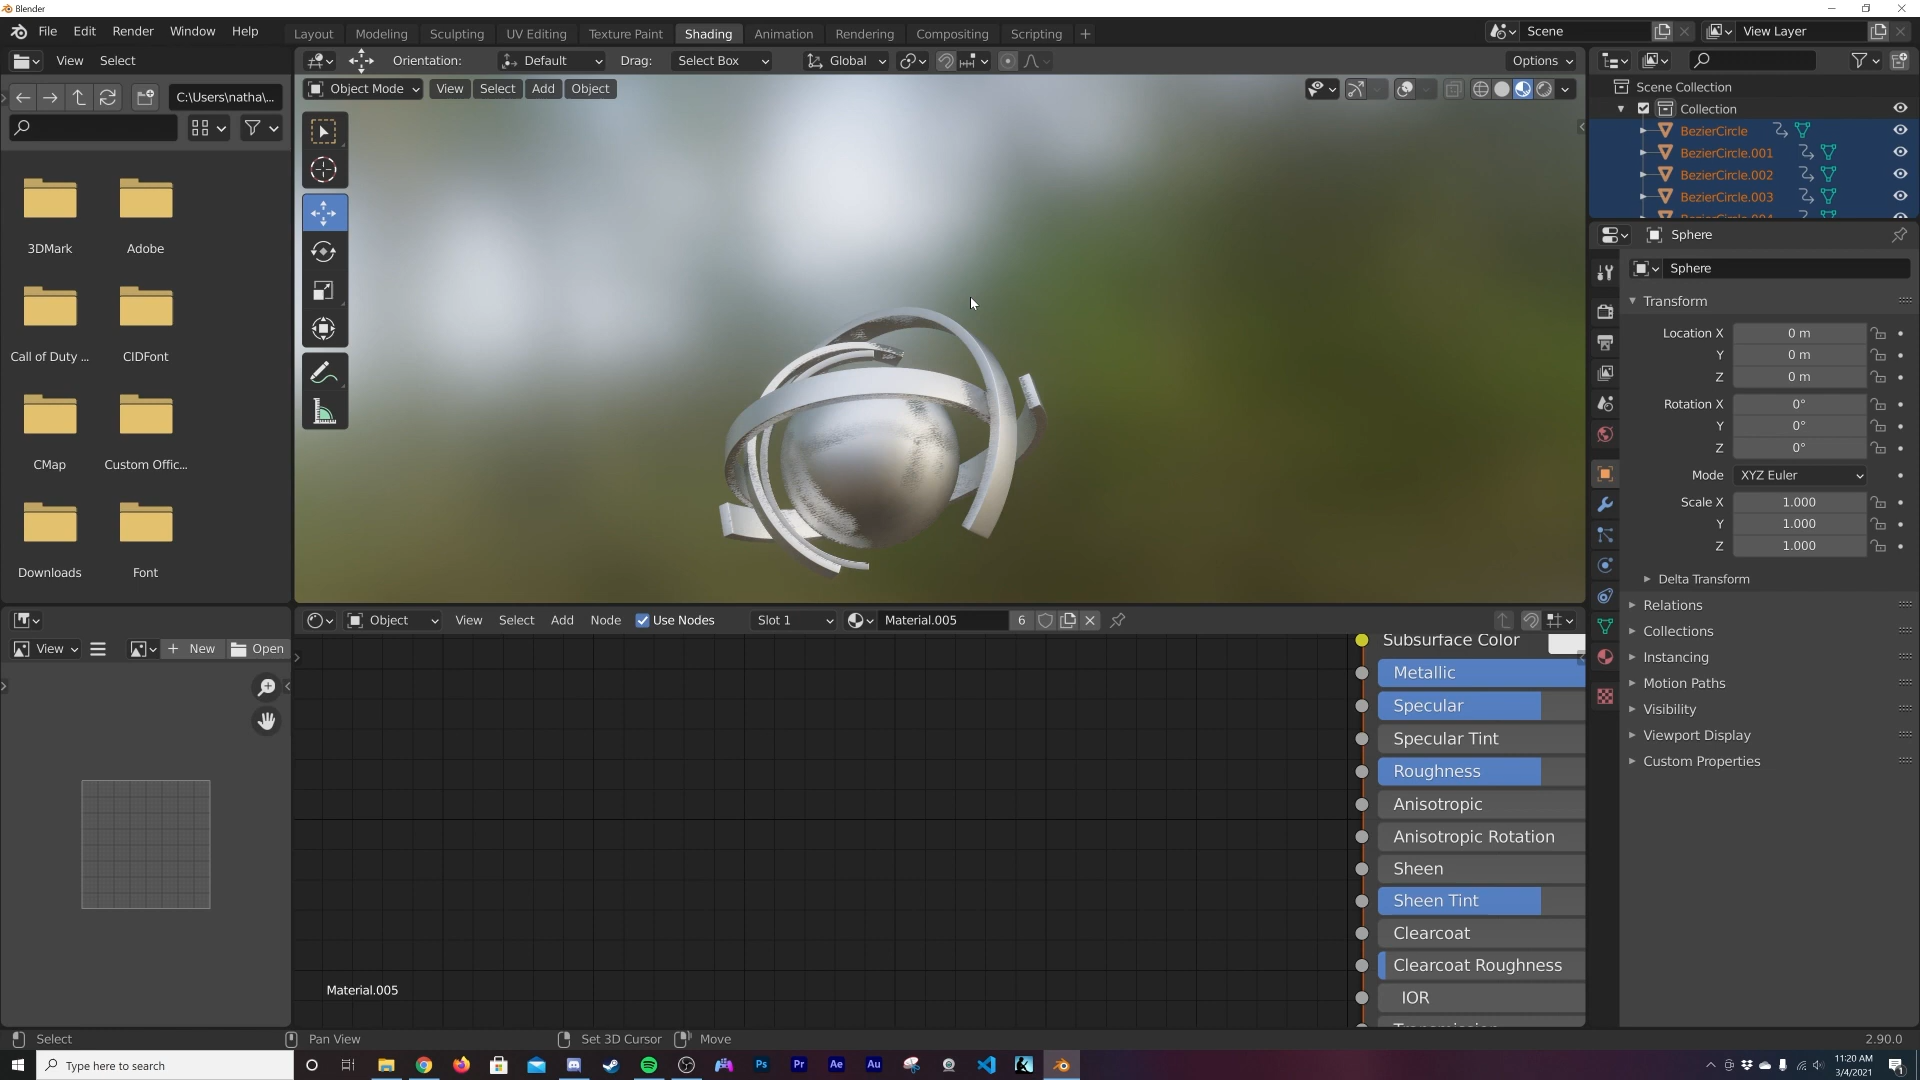 Blender
File Edit Render Window Help
Layout Modeling Sculpting UV Editing Texture Paint Shading Animation Rendering Compositing Scripting +
Scene
View Layer
View Select
Orientation: Default Drag: Select Box Global Options
C:\Users\natha\...
Object Mode View Select Add Object
Scene Collection
Collection
BezierCircle
BezierCircle.001
BezierCircle.002
BezierCircle.003
3DMark Adobe
Call of Duty ... CIDFont
CMap Custom Offic...
Downloads Font
Sphere
Sphere
Transform
Location X 0 m
Y 0 m
Z 0 m
Rotation X 0°
Y 0°
Z 0°
Mode XYZ Euler
Scale X 1.000
Y 1.000
Z 1.000
Delta Transform
Relations
Collections
Instancing
Motion Paths
Visibility
Viewport Display
Custom Properties
View New Open
Object View Select Add Node Use Nodes Slot 1 Material.005 6
Subsurface Color
Metallic
Specular
Specular Tint
Roughness
Anisotropic
Anisotropic Rotation
Sheen
Sheen Tint
Clearcoat
Clearcoat Roughness
IOR
Material.005
Select Pan View Set 3D Cursor Move 2.90.0
Type here to search
Ps Pr Ae Au
11:20 AM
3/4/2021